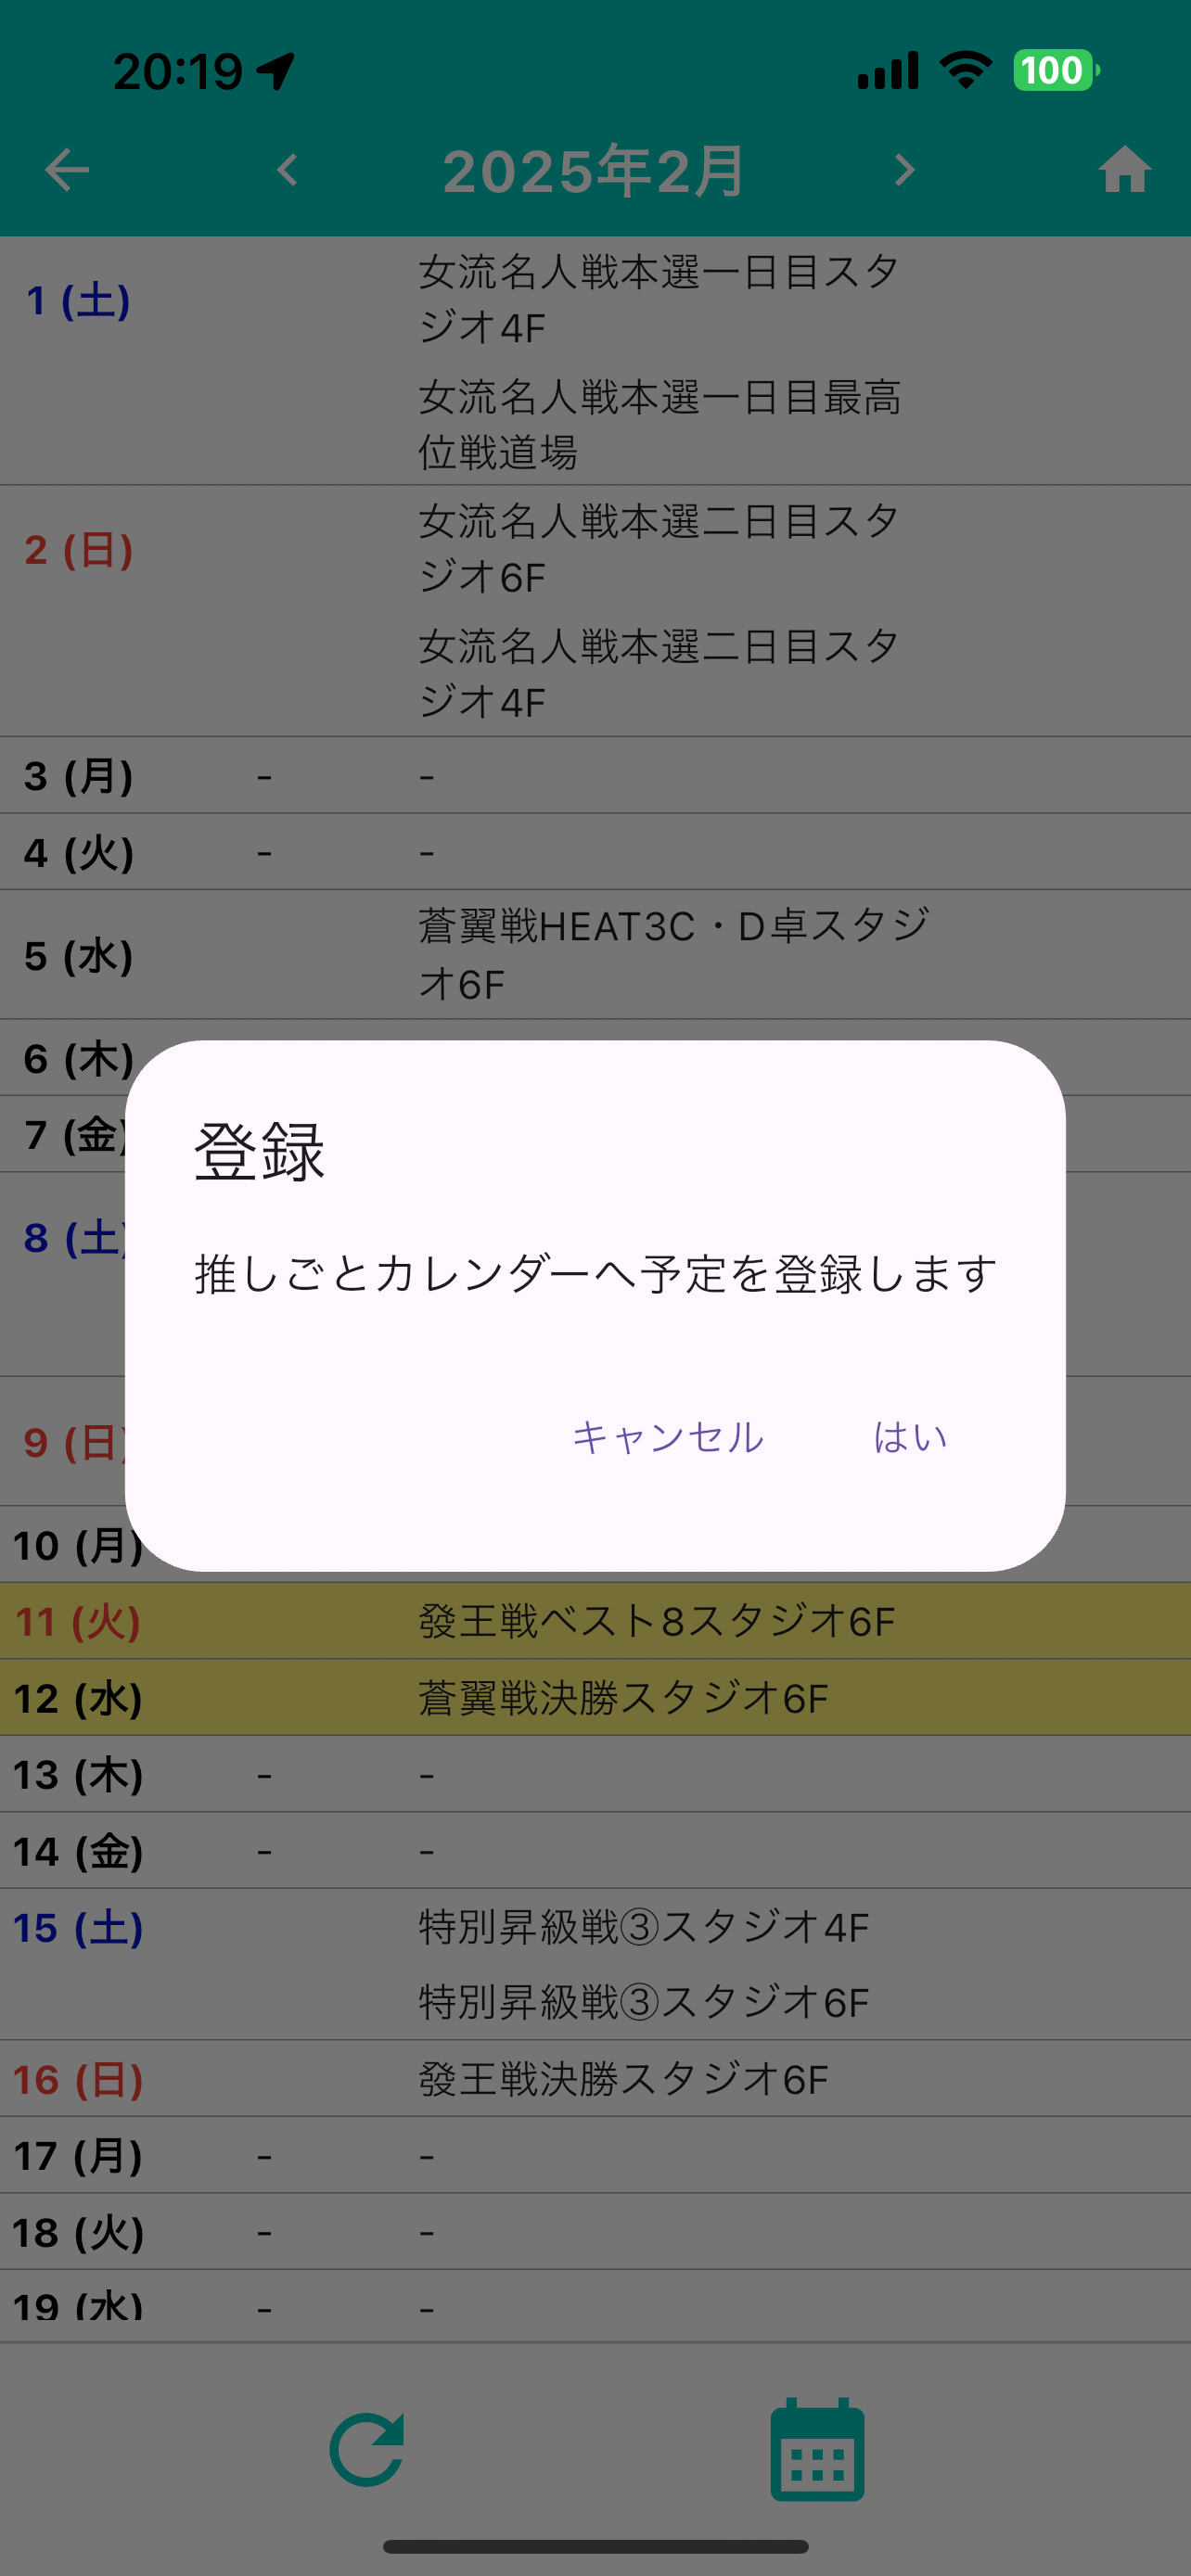 20:19
100
2025年2月
1 (土)
女流名人戦本選一日目スタ
ジオ4F
女流名人戦本選一日目最高
位戦道場
2 (日)
女流名人戦本選二日目スタ
ジオ6F
女流名人戦本選二日目スタ
ジオ4F
3 (月) - -
4 (火) - -
5 (水)
蒼翼戦HEAT3C・D卓スタジ
オ6F
6 (木)
7 (金)
8 (土)
9 (日)
10 (月)
登録
推しごとカレンダーへ予定を登録します
キャンセル はい
11 (火) 發王戦ベスト8スタジオ6F
12 (水) 蒼翼戦決勝スタジオ6F
13 (木) - -
14 (金) - -
15 (土) 特別昇級戦③スタジオ4F
特別昇級戦③スタジオ6F
16 (日) 發王戦決勝スタジオ6F
17 (月) - -
18 (火) - -
19 (水) - -